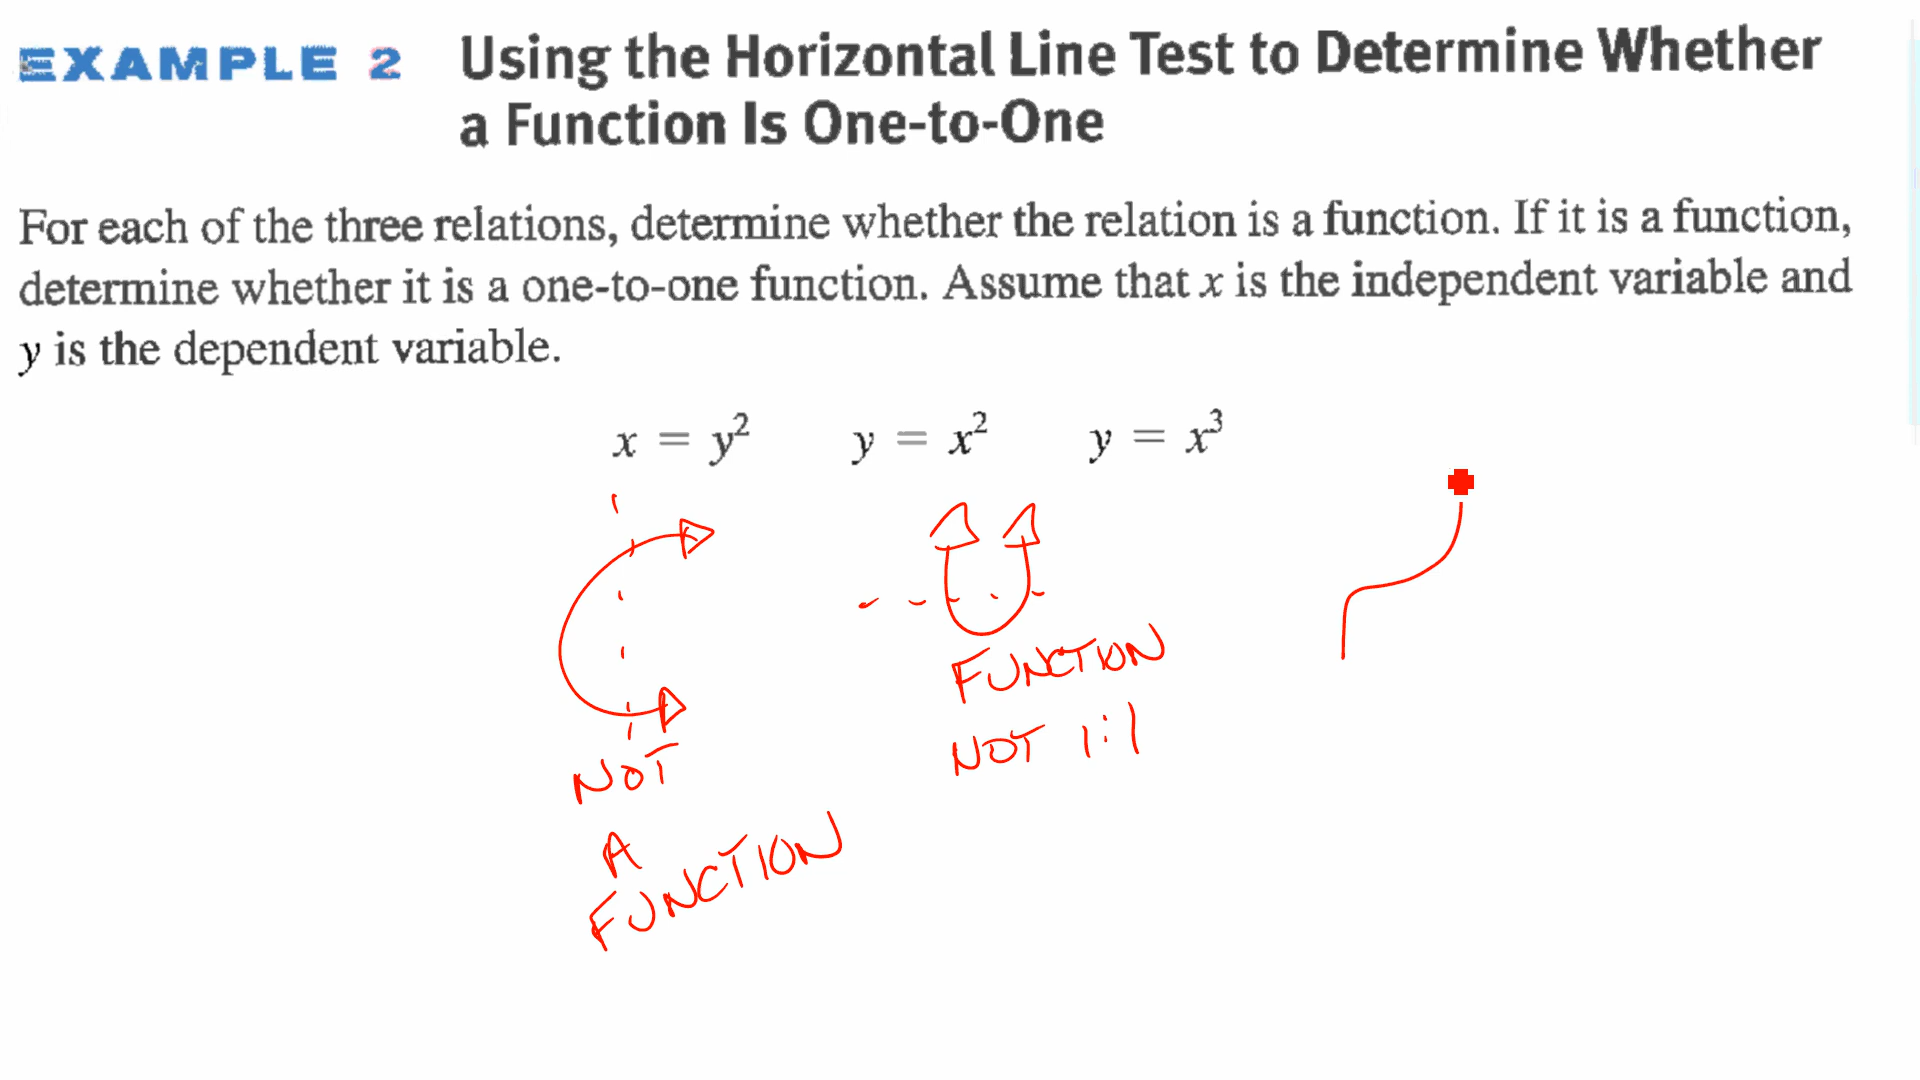 EXAMPLE 2 Using the Horizontal Line Test to Determine Whether
a Function Is One-to-One
For each of the three relations, determine whether the relation is a function. If it is a function,
determine whether it is a one-to-one function. Assume that x is the independent variable and
y is the dependent variable.
x = y² y = x² y = x³
NOT
A
FUNCTION
FUNCTION
NOT 1:1